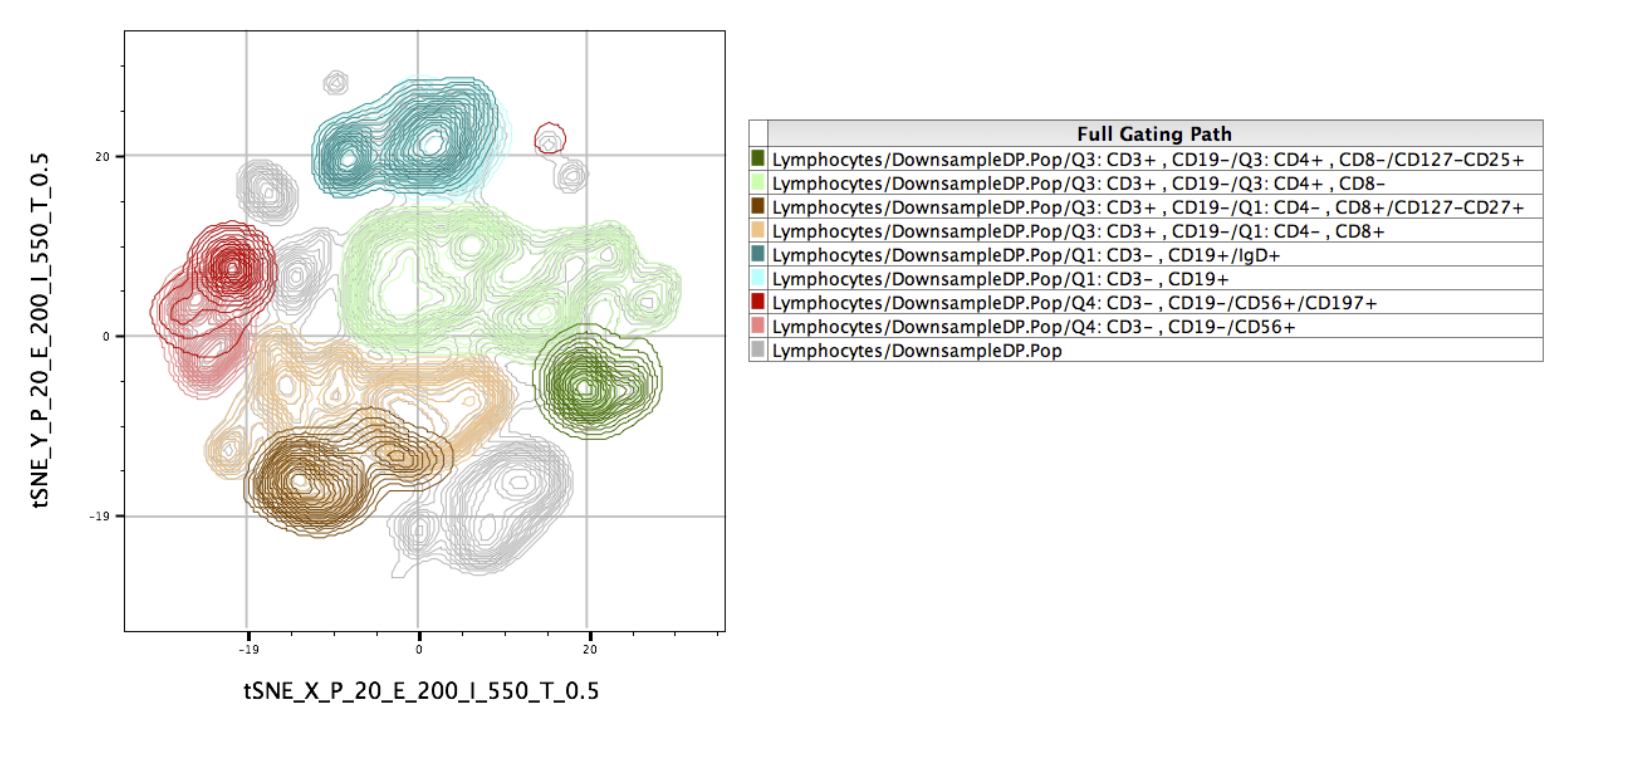 Full Gating Path
Lymphocytes/DownsampleDP.Pop/Q3: CD3+ , CD19-/Q3: CD4+ , CD8-/CD127-CD25+
Lymphocytes/DownsampleDP.Pop/Q3: CD3+ , CD19-/Q3: CD4+ , CD8-
Lymphocytes/DownsampleDP.Pop/Q3: CD3+ , CD19-/Q1: CD4- , CD8+/CD127-CD27+
Lymphocytes/DownsampleDP.Pop/Q3: CD3+ , CD19-/Q1: CD4- , CD8+
Lymphocytes/DownsampleDP.Pop/Q1: CD3- , CD19+/IgD+
Lymphocytes/DownsampleDP.Pop/Q1: CD3- , CD19+
Lymphocytes/DownsampleDP.Pop/Q4: CD3- , CD19-/CD56+/CD197+
Lymphocytes/DownsampleDP.Pop/Q4: CD3- , CD19-/CD56+
Lymphocytes/DownsampleDP.Pop
tSNE_Y_P_20_E_200_I_550_T_0.5
20
0
-19
-19
0
20
tSNE_X_P_20_E_200_I_550_T_0.5